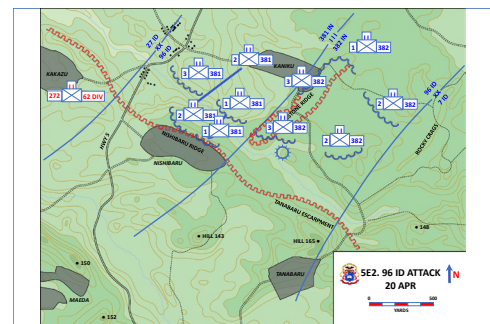 27 ID
XX
96 ID
381 IN
III
382 IN
1 382
2 381
3 381
KAKAZU
KANIKU
96 ID
XX
7 ID
272 62 DIV
3 382
1 381
2 382
2 381
1 381
3 382
2 382
HWY 5
NISHIBARU RIDGE
NISHIBARU
ROCKY CRAGS
TANABARU ESCARPMENT
148
HILL 143
HILL 165
150
TANABARU
MAEDA
152
5E2. 96 ID ATTACK
20 APR
N
0 500
YARDS